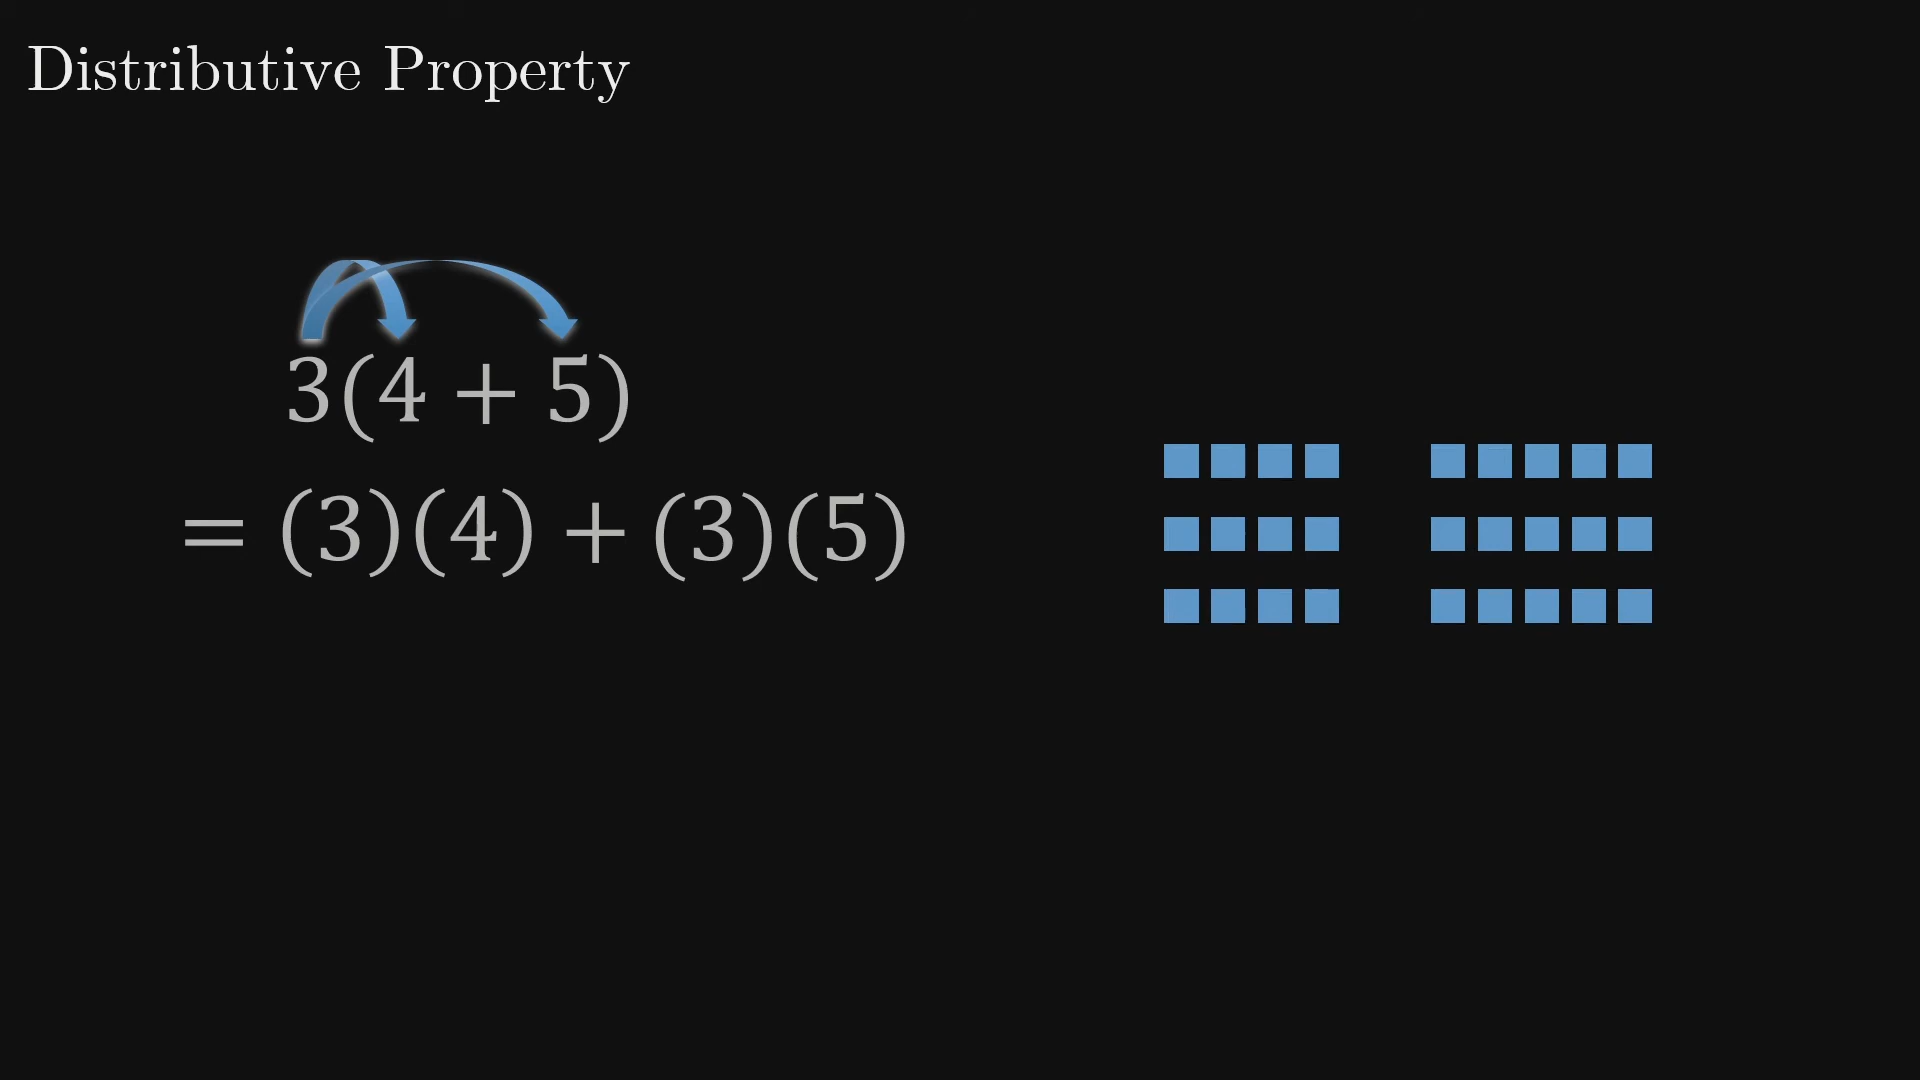 Distributive Property
3(4 + 5)
= (3)(4) + (3)(5)